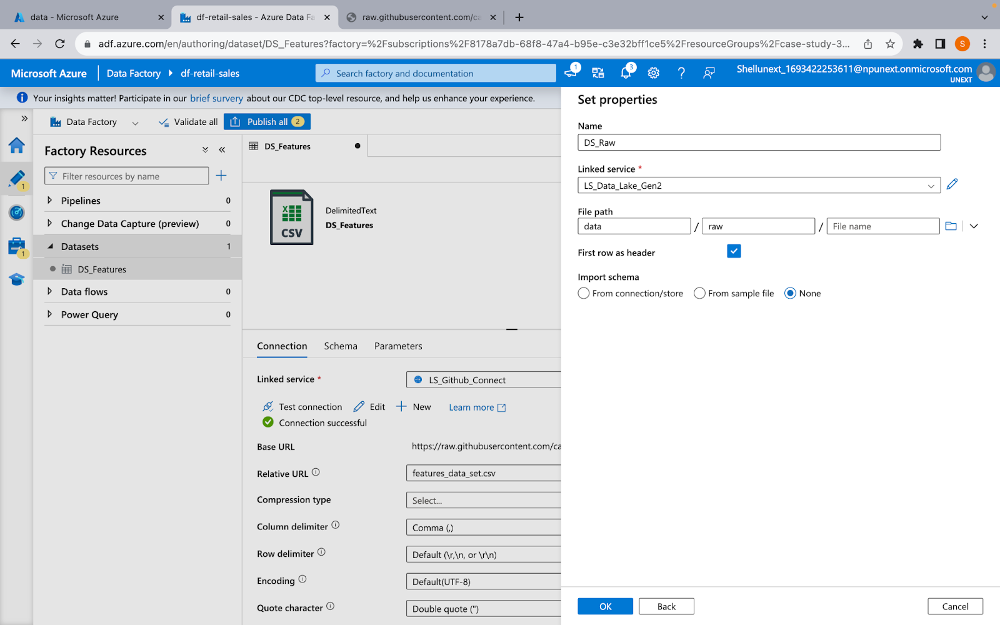 data - Microsoft Azure
df-retail-sales - Azure Data Fa
raw.githubusercontent.com/ca
adf.azure.com/en/authoring/dataset/DS_Features?factory=%2Fsubscriptions%2F8178a7db-68f8-47a4-b95e-c3e32bff1ce5%2FresourceGroups%2Fcase-study-3...
S
Microsoft Azure
Data Factory
df-retail-sales
Search factory and documentation
1
3
Shellunext_1693422253611@npunext.onmicrosoft.com
UNEXT
Your insights matter! Participate in our brief survey about our CDC top-level resource, and help us enhance your experience.
Data Factory
Validate all
Publish all 2
Factory Resources
Filter resources by name
Pipelines 0
Change Data Capture (preview) 0
Datasets 1
DS_Features
Data flows 0
Power Query 0
1
1
DS_Features
CSV
DelimitedText
DS_Features
Connection
Schema
Parameters
Linked service *
LS_Github_Connect
Test connection
Edit
New
Learn more
Connection successful
Base URL
https://raw.githubusercontent.com/ca
Relative URL
features_data_set.csv
Compression type
Select...
Column delimiter
Comma (,)
Row delimiter
Default (\r,\n, or \r\n)
Encoding
Default(UTF-8)
Quote character
Double quote (")
Set properties
Name
DS_Raw
Linked service *
LS_Data_Lake_Gen2
File path
data / raw / File name
First row as header
Import schema
From connection/store
From sample file
None
OK
Back
Cancel